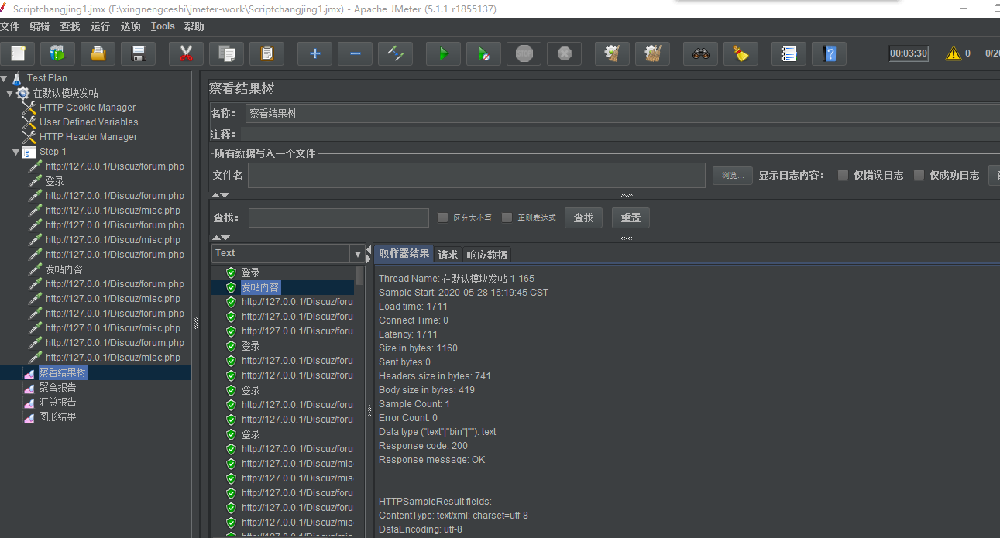 Scriptchangjing1.jmx (F:\xingnengceshi\jmeter-work\Scriptchangjing1.jmx) - Apache JMeter (5.1.1 r1855137)
文件 编辑 查找 运行 选项 Tools 帮助
STOP 00:03:30 0 0/20
Test Plan
在默认模块发帖
HTTP Cookie Manager
User Defined Variables
HTTP Header Manager
Step 1
http://127.0.0.1/Discuz/forum.php
登录
http://127.0.0.1/Discuz/forum.php
http://127.0.0.1/Discuz/misc.php
http://127.0.0.1/Discuz/forum.php
http://127.0.0.1/Discuz/misc.php
http://127.0.0.1/Discuz/forum.php
发帖内容
http://127.0.0.1/Discuz/forum.php
http://127.0.0.1/Discuz/misc.php
http://127.0.0.1/Discuz/forum.php
http://127.0.0.1/Discuz/misc.php
http://127.0.0.1/Discuz/forum.php
http://127.0.0.1/Discuz/misc.php
察看结果树
聚合报告
汇总报告
图形结果
察看结果树
名称： 察看结果树
注释：
所有数据写入一个文件
文件名 浏览... 显示日志内容： 仅错误日志 仅成功日志
查找： 区分大小写 正则表达式 查找 重置
Text
登录
发帖内容
http://127.0.0.1/Discuz/foru
http://127.0.0.1/Discuz/foru
http://127.0.0.1/Discuz/foru
登录
http://127.0.0.1/Discuz/foru
http://127.0.0.1/Discuz/foru
登录
http://127.0.0.1/Discuz/foru
http://127.0.0.1/Discuz/foru
登录
http://127.0.0.1/Discuz/foru
http://127.0.0.1/Discuz/mis
http://127.0.0.1/Discuz/mis
http://127.0.0.1/Discuz/foru
http://127.0.0.1/Discuz/foru
http://127.0.0.1/Discuz/mis
http://127.0.0.1/Discuz/mis
取样器结果 请求 响应数据
Thread Name: 在默认模块发帖 1-165
Sample Start: 2020-05-28 16:19:45 CST
Load time: 1711
Connect Time: 0
Latency: 1711
Size in bytes: 1160
Sent bytes:0
Headers size in bytes: 741
Body size in bytes: 419
Sample Count: 1
Error Count: 0
Data type ("text"|"bin"|""): text
Response code: 200
Response message: OK
HTTPSampleResult fields:
ContentType: text/xml; charset=utf-8
DataEncoding: utf-8